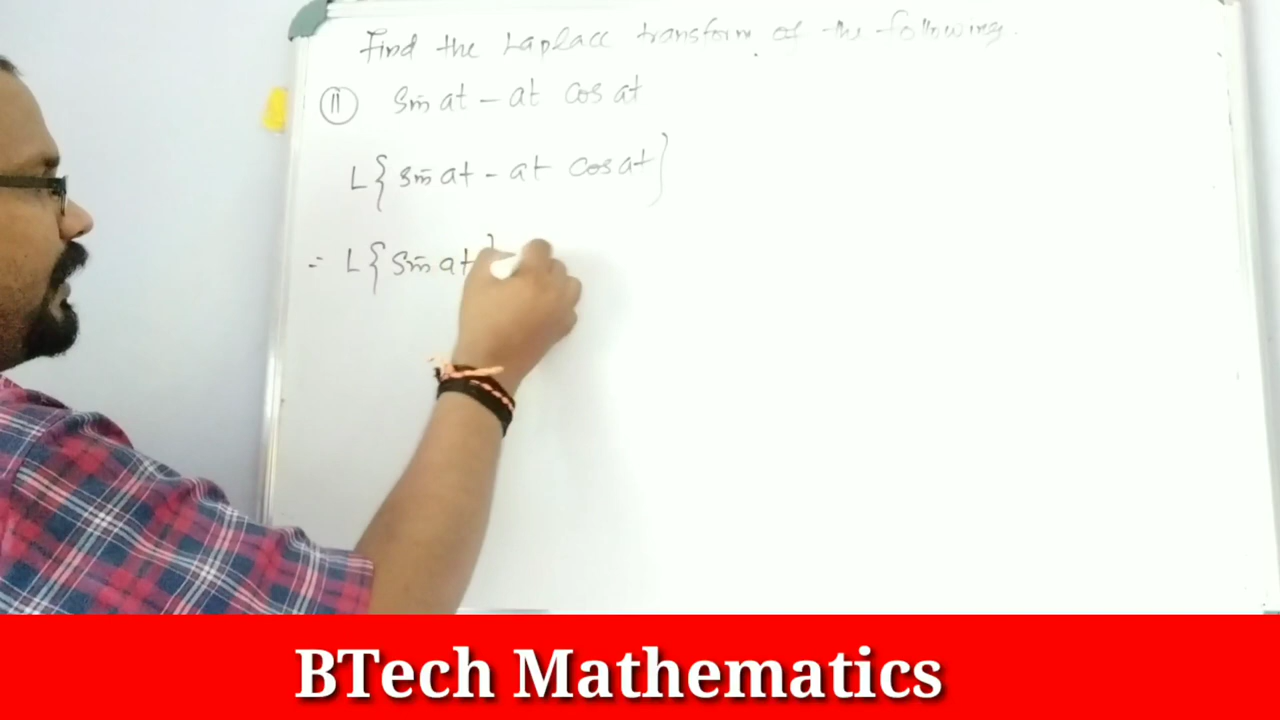 Find the Laplace transform of the following.
11 Sin at - at cos at
L{ Sin at - at cos at }
= L{ Sin at }
BTech Mathematics